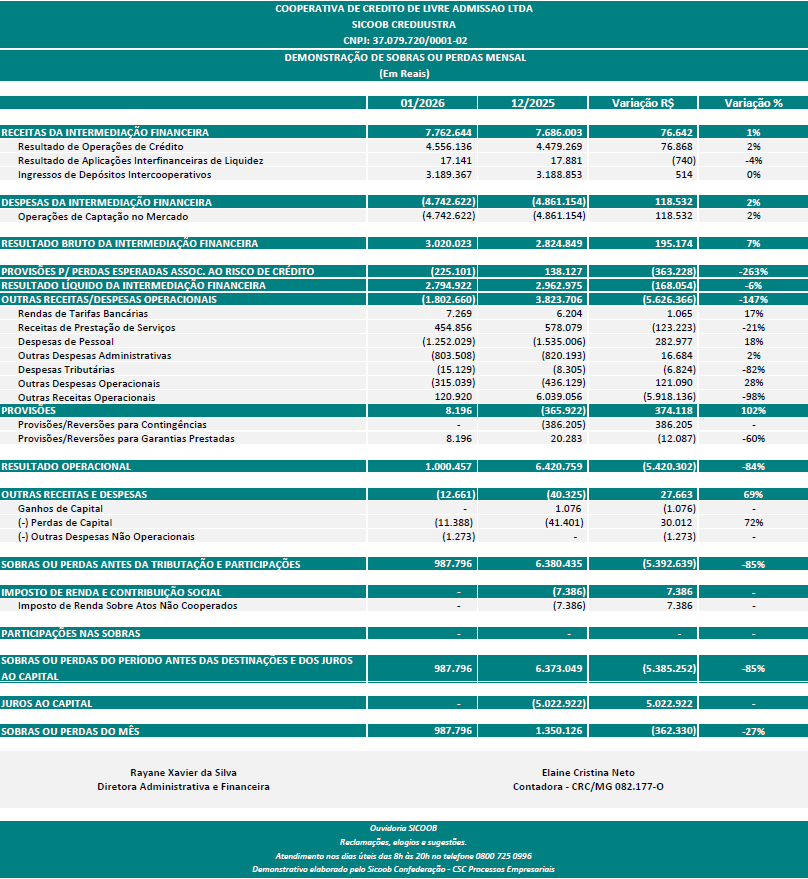 COOPERATIVA DE CREDITO DE LIVRE ADMISSAO LTDA
SICOOB CREDIJUSTRA
CNPJ: 37.079.720/0001-02
DEMONSTRAÇÃO DE SOBRAS OU PERDAS MENSAL
(Em Reais)
01/2026 12/2025 Variação R$ Variação %
RECEITAS DA INTERMEDIAÇÃO FINANCEIRA 7.762.644 7.686.003 76.642 1%
Resultado de Operações de Crédito 4.556.136 4.479.269 76.868 2%
Resultado de Aplicações Interfinanceiras de Liquidez 17.141 17.881 (740) -4%
Ingressos de Depósitos Intercooperativos 3.189.367 3.188.853 514 0%
DESPESAS DA INTERMEDIAÇÃO FINANCEIRA (4.742.622) (4.861.154) 118.532 2%
Operações de Captação no Mercado (4.742.622) (4.861.154) 118.532 2%
RESULTADO BRUTO DA INTERMEDIAÇÃO FINANCEIRA 3.020.023 2.824.849 195.174 7%
PROVISÕES P/ PERDAS ESPERADAS ASSOC. AO RISCO DE CRÉDITO (225.101) 138.127 (363.228) -263%
RESULTADO LÍQUIDO DA INTERMEDIAÇÃO FINANCEIRA 2.794.922 2.962.975 (168.054) -6%
OUTRAS RECEITAS/DESPESAS OPERACIONAIS (1.802.660) 3.823.706 (5.626.366) -147%
Rendas de Tarifas Bancárias 7.269 6.204 1.065 17%
Receitas de Prestação de Serviços 454.856 578.079 (123.223) -21%
Despesas de Pessoal (1.252.029) (1.535.006) 282.977 18%
Outras Despesas Administrativas (803.508) (820.193) 16.684 2%
Despesas Tributárias (15.129) (8.305) (6.824) -82%
Outras Despesas Operacionais (315.039) (436.129) 121.090 28%
Outras Receitas Operacionais 120.920 6.039.056 (5.918.136) -98%
PROVISÕES 8.196 (365.922) 374.118 102%
Provisões/Reversões para Contingências - (386.205) 386.205 -
Provisões/Reversões para Garantias Prestadas 8.196 20.283 (12.087) -60%
RESULTADO OPERACIONAL 1.000.457 6.420.759 (5.420.302) -84%
OUTRAS RECEITAS E DESPESAS (12.661) (40.325) 27.663 69%
Ganhos de Capital - 1.076 (1.076) -
(-) Perdas de Capital (11.388) (41.401) 30.012 72%
(-) Outras Despesas Não Operacionais (1.273) - (1.273) -
SOBRAS OU PERDAS ANTES DA TRIBUTAÇÃO E PARTICIPAÇÕES 987.796 6.380.435 (5.392.639) -85%
IMPOSTO DE RENDA E CONTRIBUIÇÃO SOCIAL - (7.386) 7.386 -
Imposto de Renda Sobre Atos Não Cooperados - (7.386) 7.386 -
PARTICIPAÇÕES NAS SOBRAS - - - -
SOBRAS OU PERDAS DO PERÍODO ANTES DAS DESTINAÇÕES E DOS JUROS
AO CAPITAL 987.796 6.373.049 (5.385.252) -85%
JUROS AO CAPITAL - (5.022.922) 5.022.922 -
SOBRAS OU PERDAS DO MÊS 987.796 1.350.126 (362.330) -27%
Rayane Xavier da Silva Elaine Cristina Neto
Diretora Administrativa e Financeira Contadora - CRC/MG 082.177-O
Ouvidoria SICOOB
Reclamações, elogios e sugestões.
Atendimento nos dias úteis das 8h às 20h no telefone 0800 725 0996
Demonstrativo elaborado pelo Sicoob Confederação - CSC Processos Empresariais